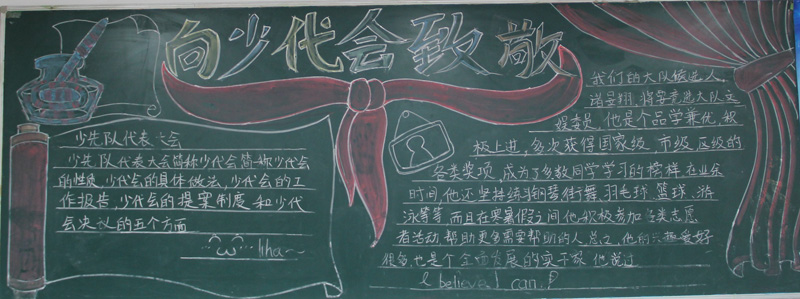 向少代会致敬
少先队代表大会
少先队代表大会简称少代会简称少代会
的性质,少代会的具体做法,少代会的工
作报告,少代会的提案制度和少代
会决议的五个方面
我们的大队候选人,
将竞选大队文
娱委员,他是个品学兼优,积
极上进,多次获得国家级、市级、区级的
各类奖项,成为了多数同学学习的榜样,在业余
时间,他还坚持练习钢琴、街舞、羽毛球、篮球、游
泳等等,而且在寒暑假之间他积极参加各类志愿
者活动,帮助更多需要帮助的人,总之,他的兴趣爱好
很多,也是个全面发展的 他说过
I believe I can!